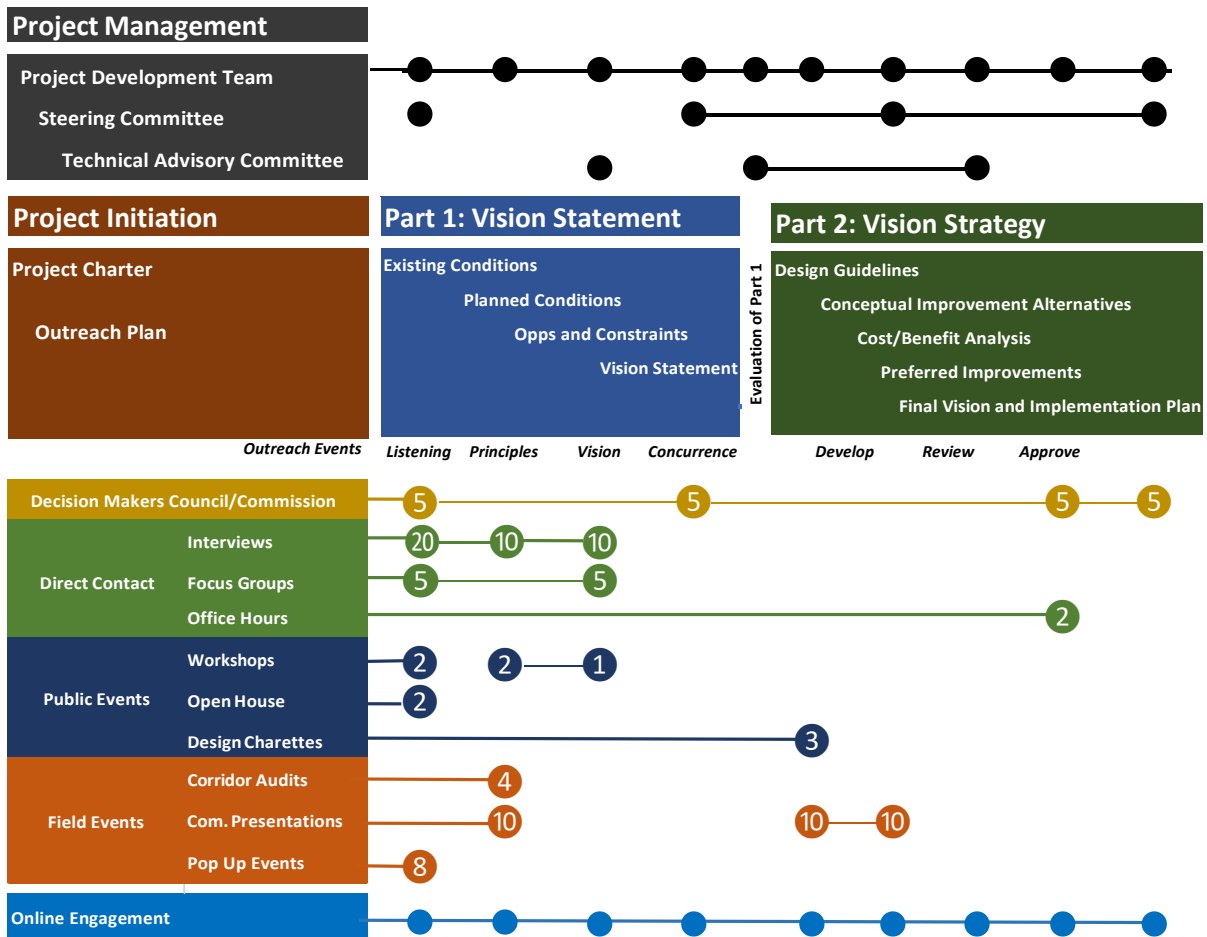 Project Management
Project Development Team
Steering Committee
Technical Advisory Committee
Project Initiation
Project Charter
Outreach Plan
Part 1: Vision Statement
Existing Conditions
Planned Conditions
Opps and Constraints
Vision Statement
Evaluation of Part 1
Part 2: Vision Strategy
Design Guidelines
Conceptual Improvement Alternatives
Cost/Benefit Analysis
Preferred Improvements
Final Vision and Implementation Plan
Outreach Events Listening Principles Vision Concurrence Develop Review Approve
Decision Makers Council/Commission 5 5 5 5
Direct Contact
Interviews 20 10 10
Focus Groups 5 5
Office Hours 2
Public Events
Workshops 2 2 1
Open House 2
Design Charettes 3
Field Events
Corridor Audits 4
Com. Presentations 10 10 10
Pop Up Events 8
Online Engagement